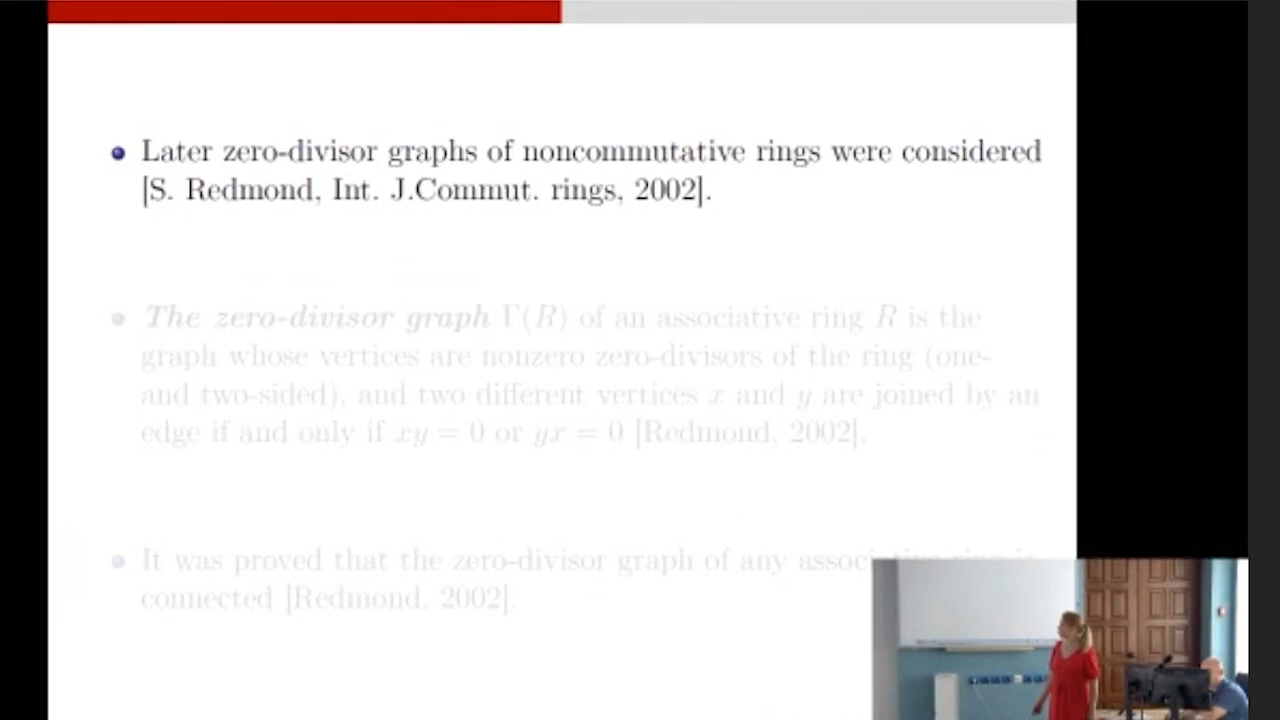 Later zero-divisor graphs of noncommutative rings were considered
[S. Redmond, Int. J.Commut. rings, 2002].
The zero-divisor graph Γ(R) of an associative ring R is the
graph whose vertices are nonzero zero-divisors of the ring (one-
and two-sided), and two different vertices x and y are joined by an
edge if and only if xy = 0 or yx = 0 [Redmond, 2002].
It was proved that the zero-divisor graph of any associative ring is
connected [Redmond, 2002].